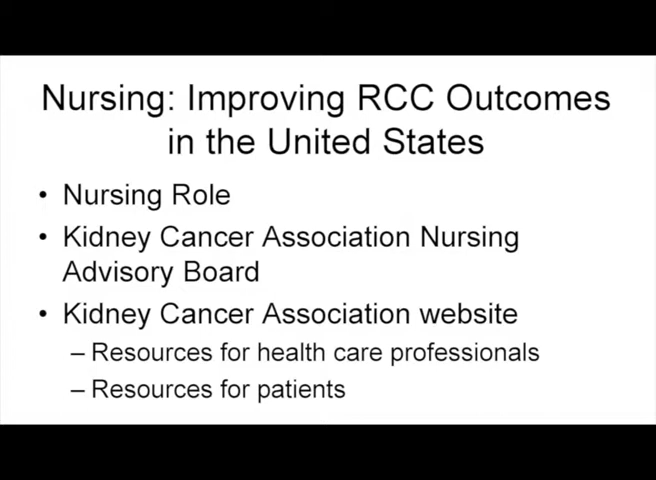 Nursing: Improving RCC Outcomes
in the United States
• Nursing Role
• Kidney Cancer Association Nursing
Advisory Board
• Kidney Cancer Association website
– Resources for health care professionals
– Resources for patients